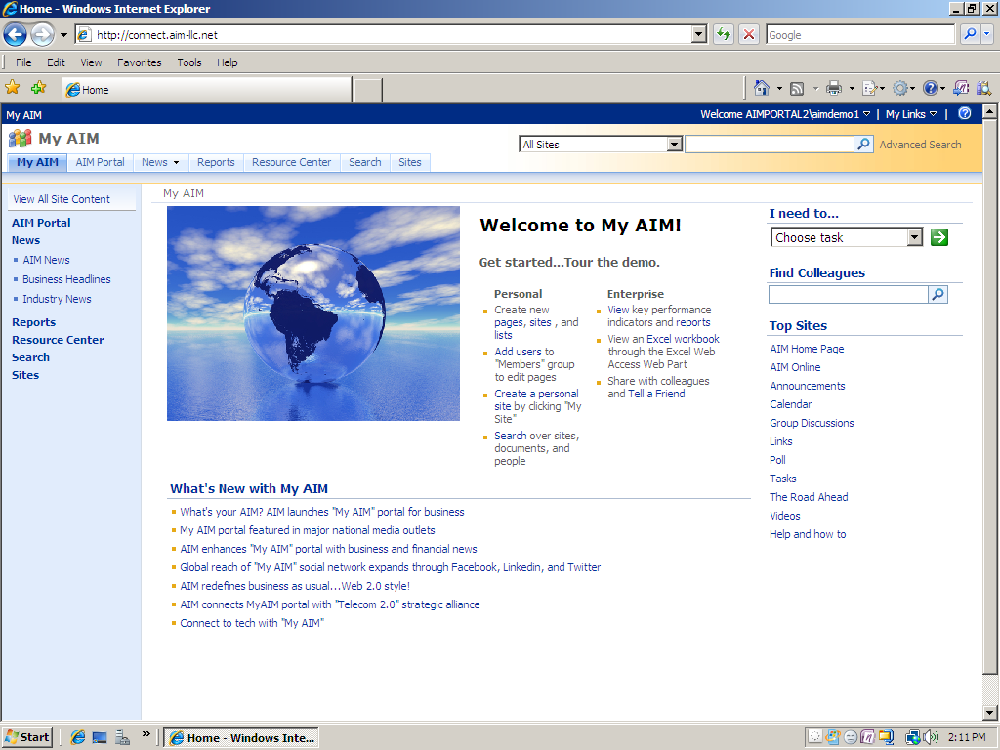 Home - Windows Internet Explorer
http://connect.aim-llc.net
Google
File Edit View Favorites Tools Help
Home
My AIM
Welcome AIMPORTAL2\aimdemo1 | My Links |
My AIM
All Sites
Advanced Search
My AIM AIM Portal News Reports Resource Center Search Sites
View All Site Content
AIM Portal
News
AIM News
Business Headlines
Industry News
Reports
Resource Center
Search
Sites
My AIM
Welcome to My AIM!
Get started...Tour the demo.
Personal
Create new
pages, sites , and
lists
Add users to
"Members" group
to edit pages
Create a personal
site by clicking "My
Site"
Search over sites,
documents, and
people
Enterprise
View key performance
indicators and reports
View an Excel workbook
through the Excel Web
Access Web Part
Share with colleagues
and Tell a Friend
What's New with My AIM
What's your AIM? AIM launches "My AIM" portal for business
My AIM portal featured in major national media outlets
AIM enhances "My AIM" portal with business and financial news
Global reach of "My AIM" social network expands through Facebook, Linkedin, and Twitter
AIM redefines business as usual...Web 2.0 style!
AIM connects MyAIM portal with "Telecom 2.0" strategic alliance
Connect to tech with "My AIM"
I need to...
Choose task
Find Colleagues
Top Sites
AIM Home Page
AIM Online
Announcements
Calendar
Group Discussions
Links
Poll
Tasks
The Road Ahead
Videos
Help and how to
Start
Home - Windows Inte...
2:11 PM